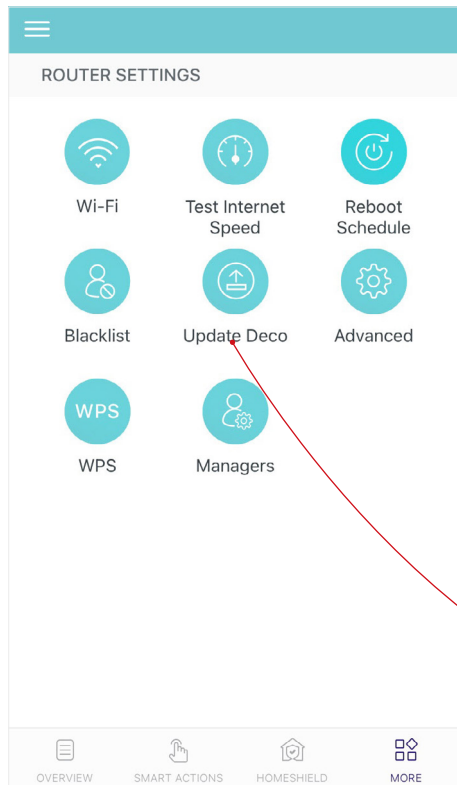 ROUTER SETTINGS
Wi-Fi
Test Internet
Speed
Reboot
Schedule
Blacklist
Update Deco
Advanced
WPS
WPS
Managers
OVERVIEW
SMART ACTIONS
HOMESHIELD
MORE